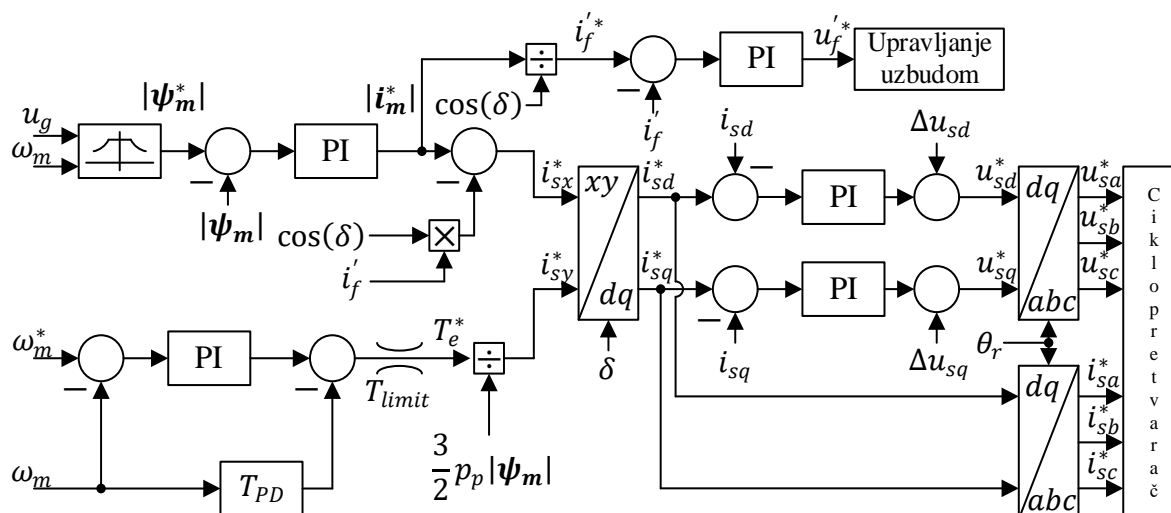 i_f^{'*}
u_f^{'*}
÷
PI
Upravljanje
uzbudom
|ψ_m^*|
|i_m^*|
cos(δ)
−
i_f^'
i_sd
Δu_sd
u_g
ω_m
PI
−
−
|ψ_m|
i_sx^*
xy
dq
i_sd^*
−
PI
u_sd^*
dq
abc
u_sa^*
u_sb^*
u_sc^*
Ciklopretvarač
cos(δ)
×
i_f^'
i_sy^*
i_sq^*
−
PI
u_sq^*
δ
i_sq
Δu_sq
θ_r
ω_m^*
−
PI
−
T_e^*
T_limit
÷
3/2 p_p|ψ_m|
dq
abc
i_sa^*
i_sb^*
i_sc^*
ω_m
T_PD